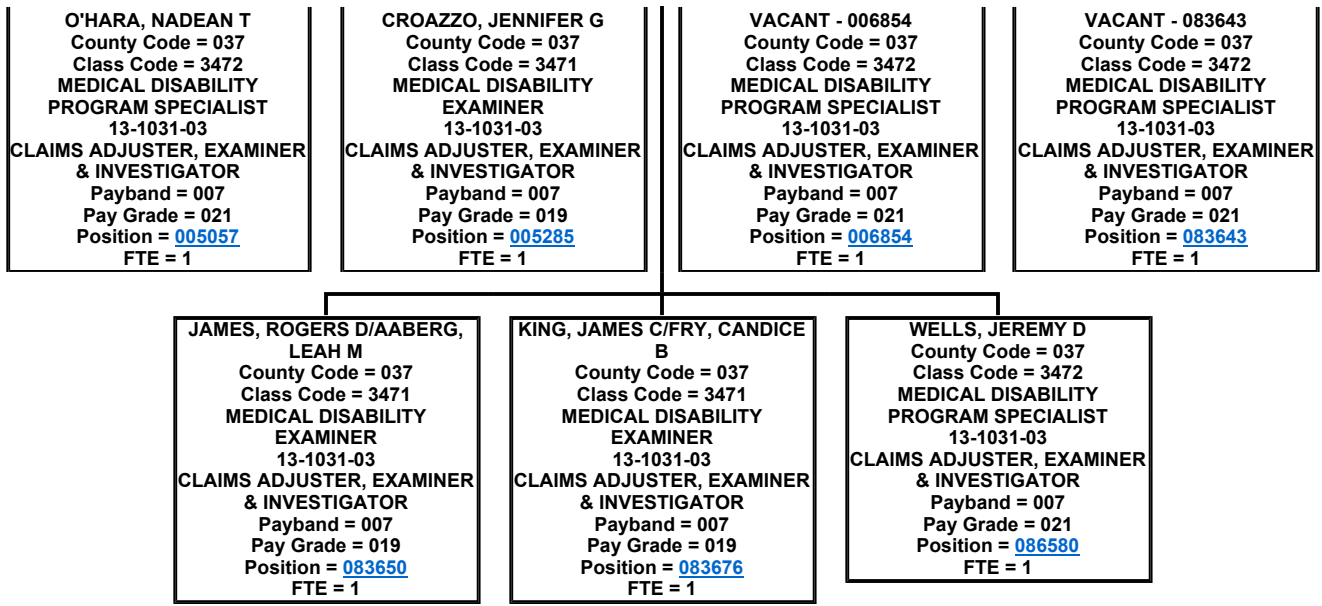 O'HARA, NADEAN T
County Code = 037
Class Code = 3472
MEDICAL DISABILITY
PROGRAM SPECIALIST
13-1031-03
CLAIMS ADJUSTER, EXAMINER
& INVESTIGATOR
Payband = 007
Pay Grade = 021
Position = 005057
FTE = 1
CROAZZO, JENNIFER G
County Code = 037
Class Code = 3471
MEDICAL DISABILITY
EXAMINER
13-1031-03
CLAIMS ADJUSTER, EXAMINER
& INVESTIGATOR
Payband = 007
Pay Grade = 019
Position = 005285
FTE = 1
VACANT - 006854
County Code = 037
Class Code = 3472
MEDICAL DISABILITY
PROGRAM SPECIALIST
13-1031-03
CLAIMS ADJUSTER, EXAMINER
& INVESTIGATOR
Payband = 007
Pay Grade = 021
Position = 006854
FTE = 1
VACANT - 083643
County Code = 037
Class Code = 3472
MEDICAL DISABILITY
PROGRAM SPECIALIST
13-1031-03
CLAIMS ADJUSTER, EXAMINER
& INVESTIGATOR
Payband = 007
Pay Grade = 021
Position = 083643
FTE = 1
JAMES, ROGERS D/AABERG,
LEAH M
County Code = 037
Class Code = 3471
MEDICAL DISABILITY
EXAMINER
13-1031-03
CLAIMS ADJUSTER, EXAMINER
& INVESTIGATOR
Payband = 007
Pay Grade = 019
Position = 083650
FTE = 1
KING, JAMES C/FRY, CANDICE
B
County Code = 037
Class Code = 3471
MEDICAL DISABILITY
EXAMINER
13-1031-03
CLAIMS ADJUSTER, EXAMINER
& INVESTIGATOR
Payband = 007
Pay Grade = 019
Position = 083676
FTE = 1
WELLS, JEREMY D
County Code = 037
Class Code = 3472
MEDICAL DISABILITY
PROGRAM SPECIALIST
13-1031-03
CLAIMS ADJUSTER, EXAMINER
& INVESTIGATOR
Payband = 007
Pay Grade = 021
Position = 086580
FTE = 1